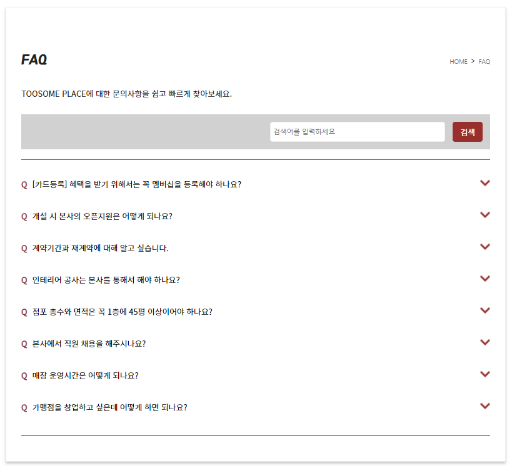 FAQ
HOME > FAQ
TOOSOME PLACE에 대한 문의사항을 쉽고 빠르게 찾아보세요.
검색어를 입력하세요
검색
Q [카드등록] 혜택을 받기 위해서는 꼭 멤버십을 등록해야 하나요?
Q 개설 시 본사의 오픈지원은 어떻게 되나요?
Q 계약기간과 재계약에 대해 알고 싶습니다.
Q 인테리어 공사는 본사를 통해서 해야 하나요?
Q 점포 층수와 면적은 꼭 1층에 45평 이상이어야 하나요?
Q 본사에서 직원 채용을 해주시나요?
Q 매장 운영시간은 어떻게 되나요?
Q 가맹점을 창업하고 싶은데 어떻게 하면 되나요?